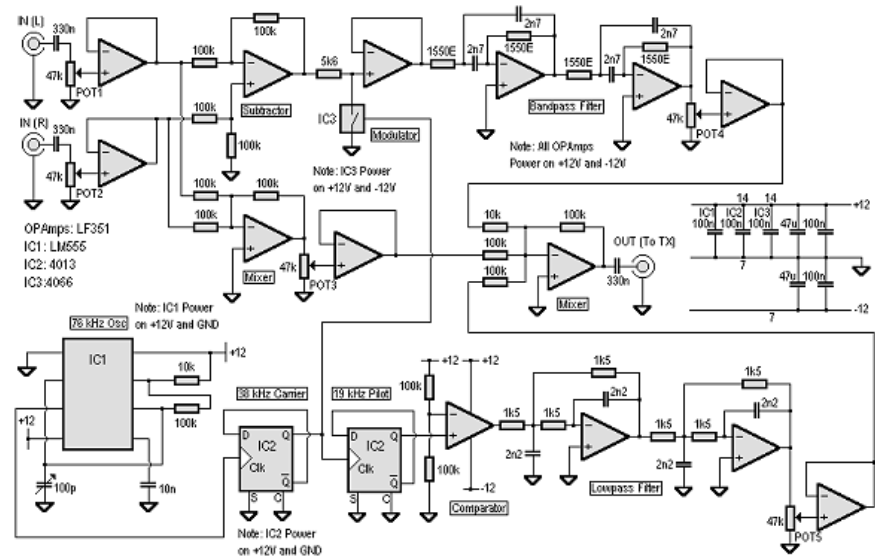 IN (L)
330n
47k
POT1
100k
100k
Subtractor
5k6
IC3
Modulator
1550E
2n7
2n7
1550E
1550E
2n7
2n7
1550E
Bandpass Filter
47k
POT4
IN (R)
330n
47k
POT2
100k
100k
Note: IC3 Power
on +12V and -12V
Note: All OPAmps
Power on +12V and -12V
OPAmps: LF351
IC1: LM555
IC2: 4013
IC3:4066
100k
100k
100k
Mixer
47k
POT3
10k
100k
100k
100k
Mixer
OUT (To TX)
330n
14
14
+12
IC1
100n
IC2
100n
IC3
100n
47u
100n
7
47u
100n
-12
7
Note: IC1 Power
on +12V and GND
76 kHz Osc
IC1
+12
10k
100k
+12
100p
10n
38 kHz Carrier
D
Q
IC2
Clk
Q
S
C
Note: IC2 Power
on +12V and GND
19 kHz Pilot
D
Q
IC2
Clk
Q
S
C
+12
+12
100k
100k
-12
Comparator
1k5
1k5
1k5
2n2
2n2
Lowpass Filter
1k5
1k5
1k5
2n2
2n2
47k
POT5